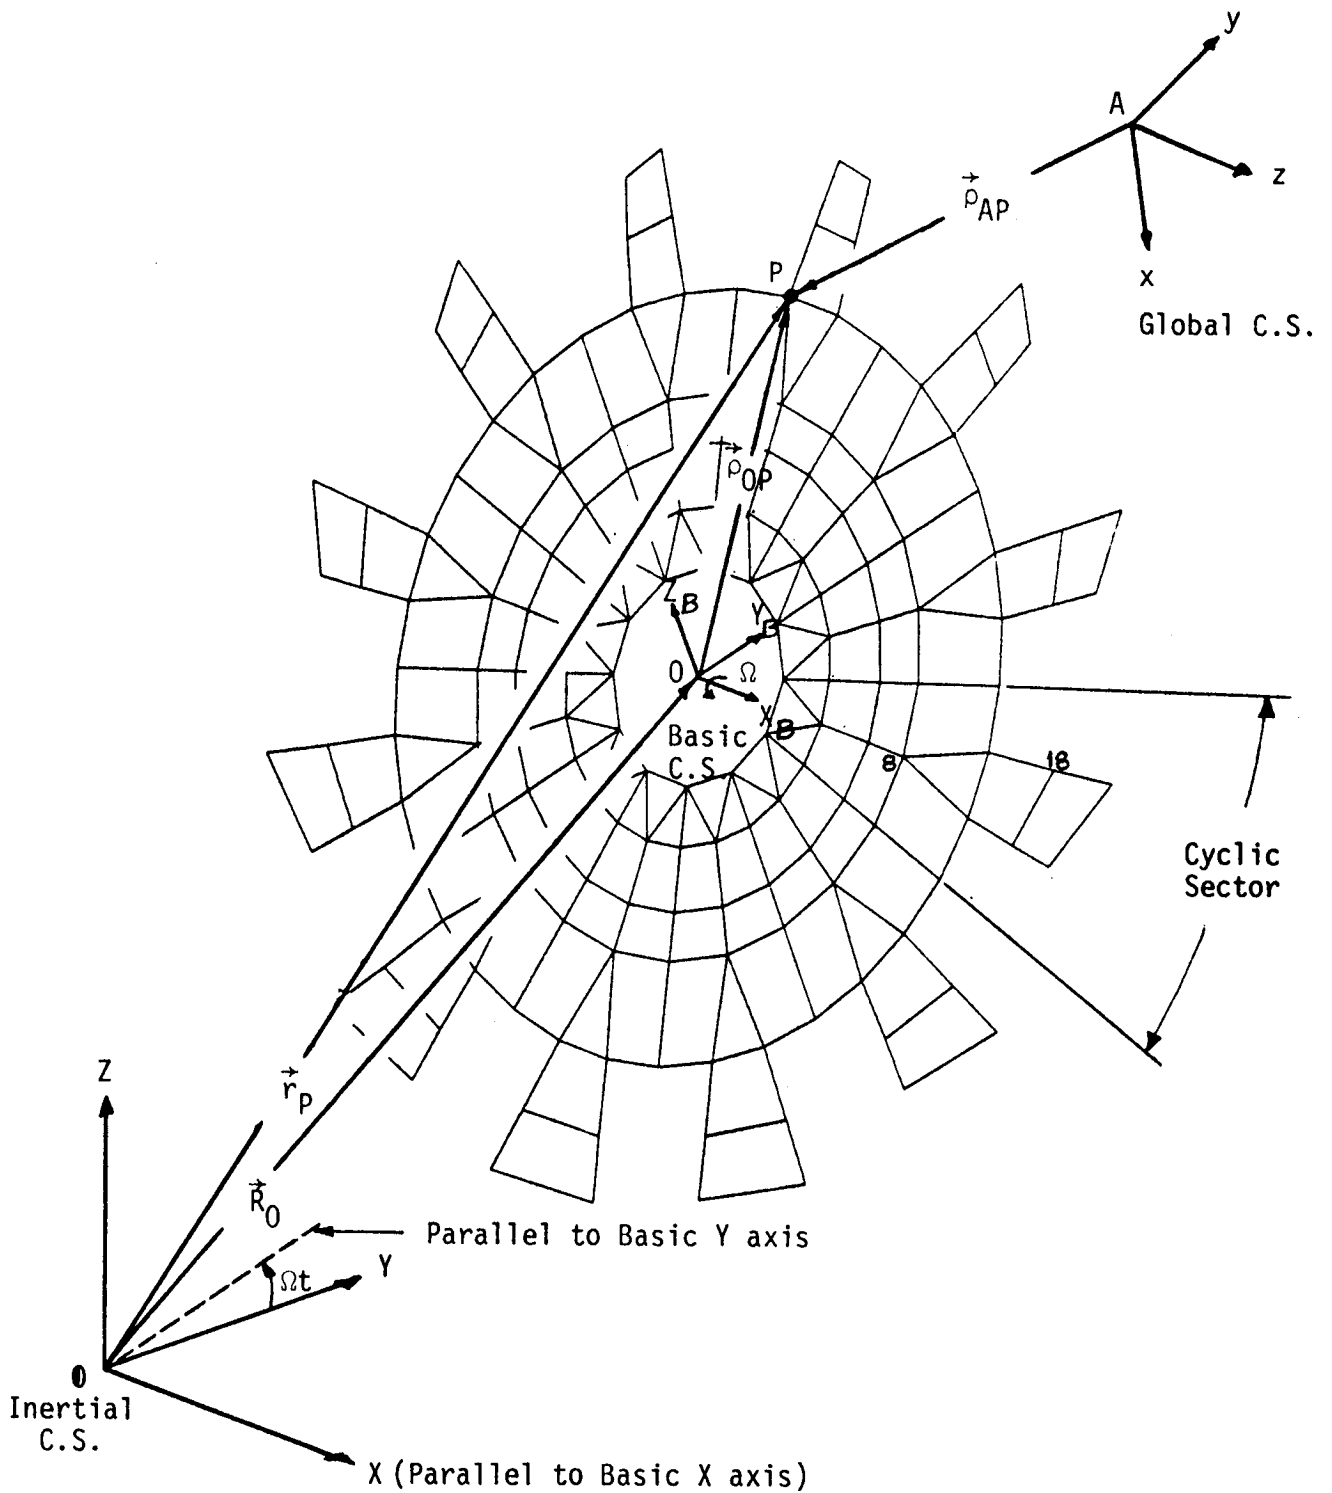 y
A
z
ρ⃗AP
x
P
Global C.S.
ρ⃗OP
ZB
YB
O
Ω
XB
Basic
C.S.
8
18
Cyclic
Sector
Z
r⃗P
R⃗O
Parallel to Basic Y axis
Y
Ωt
O
Inertial
C.S.
X (Parallel to Basic X axis)